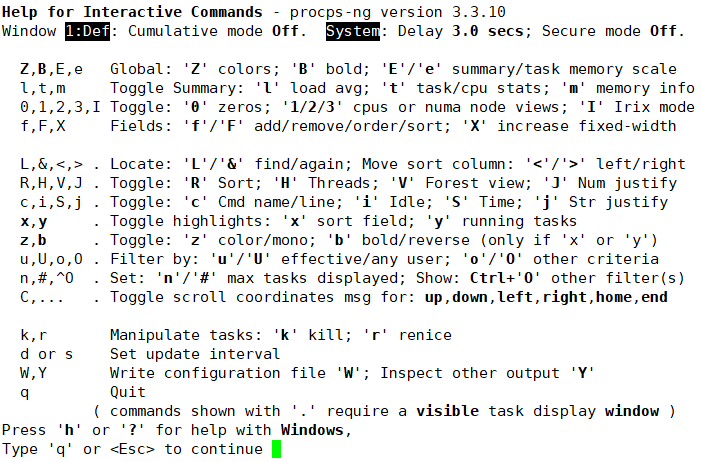 Help for Interactive Commands - procps-ng version 3.3.10
Window 1:Def: Cumulative mode Off.  System: Delay 3.0 secs; Secure mode Off.

  Z,B,E,e   Global: 'Z' colors; 'B' bold; 'E'/'e' summary/task memory scale
  l,t,m     Toggle Summary: 'l' load avg; 't' task/cpu stats; 'm' memory info
  0,1,2,3,I Toggle: '0' zeros; '1/2/3' cpus or numa node views; 'I' Irix mode
  f,F,X     Fields: 'f'/'F' add/remove/order/sort; 'X' increase fixed-width

  L,&,<,> . Locate: 'L'/'&' find/again; Move sort column: '<'/'>' left/right
  R,H,V,J . Toggle: 'R' Sort; 'H' Threads; 'V' Forest view; 'J' Num justify
  c,i,S,j . Toggle: 'c' Cmd name/line; 'i' Idle; 'S' Time; 'j' Str justify
  x,y     . Toggle highlights: 'x' sort field; 'y' running tasks
  z,b     . Toggle: 'z' color/mono; 'b' bold/reverse (only if 'x' or 'y')
  u,U,o,O . Filter by: 'u'/'U' effective/any user; 'o'/'O' other criteria
  n,#,^O  . Set: 'n'/'#' max tasks displayed; Show: Ctrl+'O' other filter(s)
  C,...   . Toggle scroll coordinates msg for: up,down,left,right,home,end

  k,r       Manipulate tasks: 'k' kill; 'r' renice
  d or s    Set update interval
  W,Y       Write configuration file 'W'; Inspect other output 'Y'
  q         Quit
          ( commands shown with '.' require a visible task display window )
Press 'h' or '?' for help with Windows,
Type 'q' or <Esc> to continue